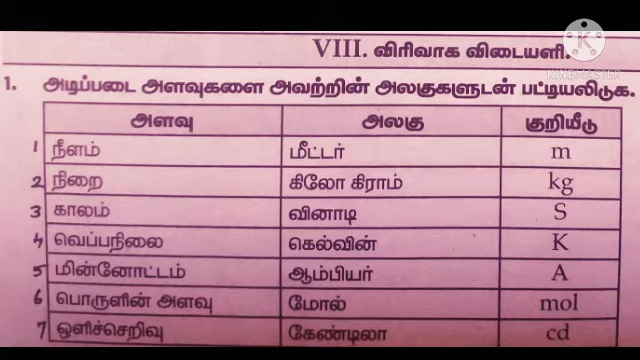 VIII. விரிவாக விடையளி.
K
KINEMASTER
1. அடிப்படை அளவுகளை அவற்றின் அலகுகளுடன் பட்டியலிடுக.
அளவு அலகு குறியீடு
1 நீளம் மீட்டர் m
2 நிறை கிலோ கிராம் kg
3 காலம் வினாடி S
4 வெப்பநிலை கெல்வின் K
5 மின்னோட்டம் ஆம்பியர் A
6 பொருளின் அளவு மோல் mol
7 ஒளிச்செறிவு கேண்டிலா cd